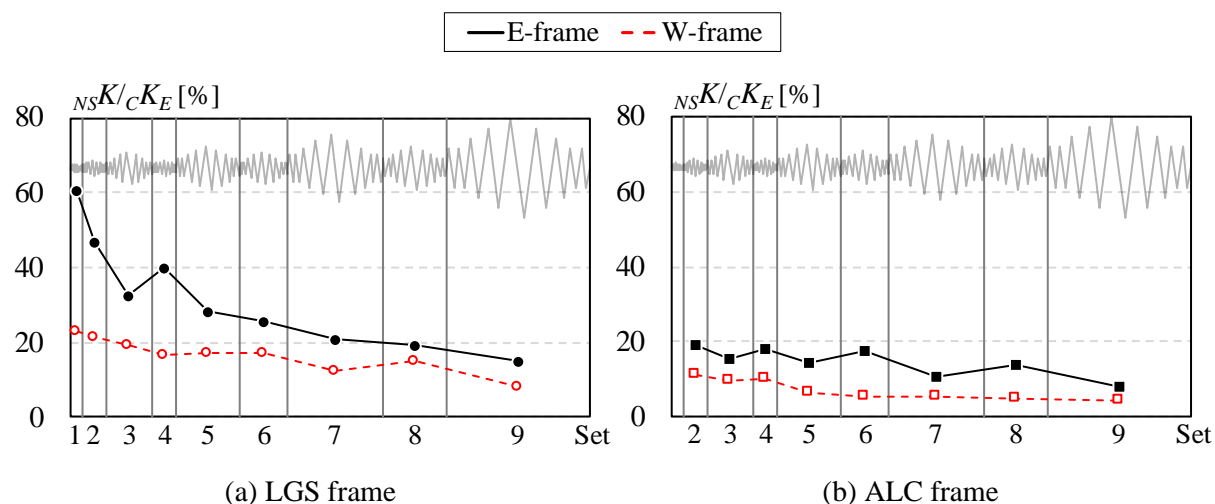 E-frame W-frame
NSK/CKE [%]
80
60
40
20
0
1 2 3 4 5 6 7 8 9 Set
(a) LGS frame
NSK/CKE [%]
80
60
40
20
0
2 3 4 5 6 7 8 9 Set
(b) ALC frame